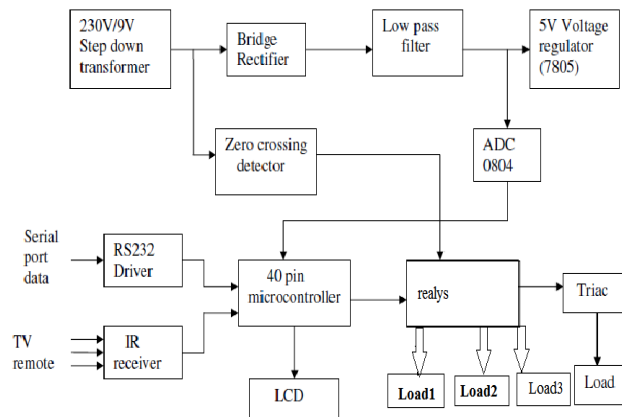 230V/9V
Step down
transformer
Bridge
Rectifier
Low pass
filter
5V Voltage
regulator
(7805)
Zero crossing
detector
ADC
0804
Serial
port
data
RS232
Driver
40 pin
microcontroller
realys
Triac
TV
remote
IR
receiver
LCD
Load1
Load2
Load3
Load